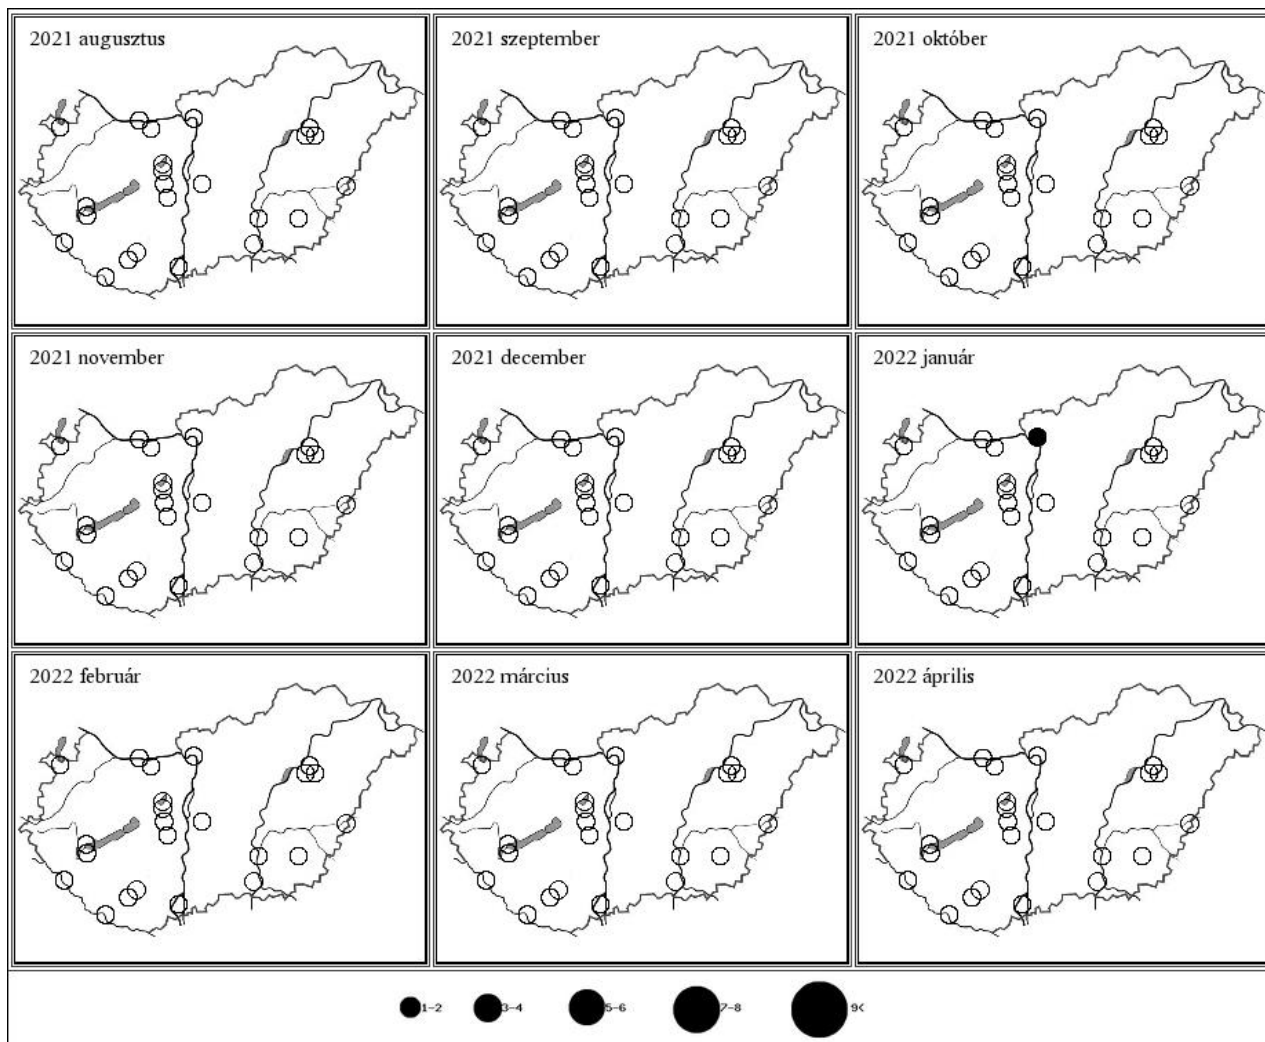 2021 augusztus
2021 szeptember
2021 október
2021 november
2021 december
2022 január
2022 február
2022 március
2022 április
1-2 3-4 5-6 7-8 9<